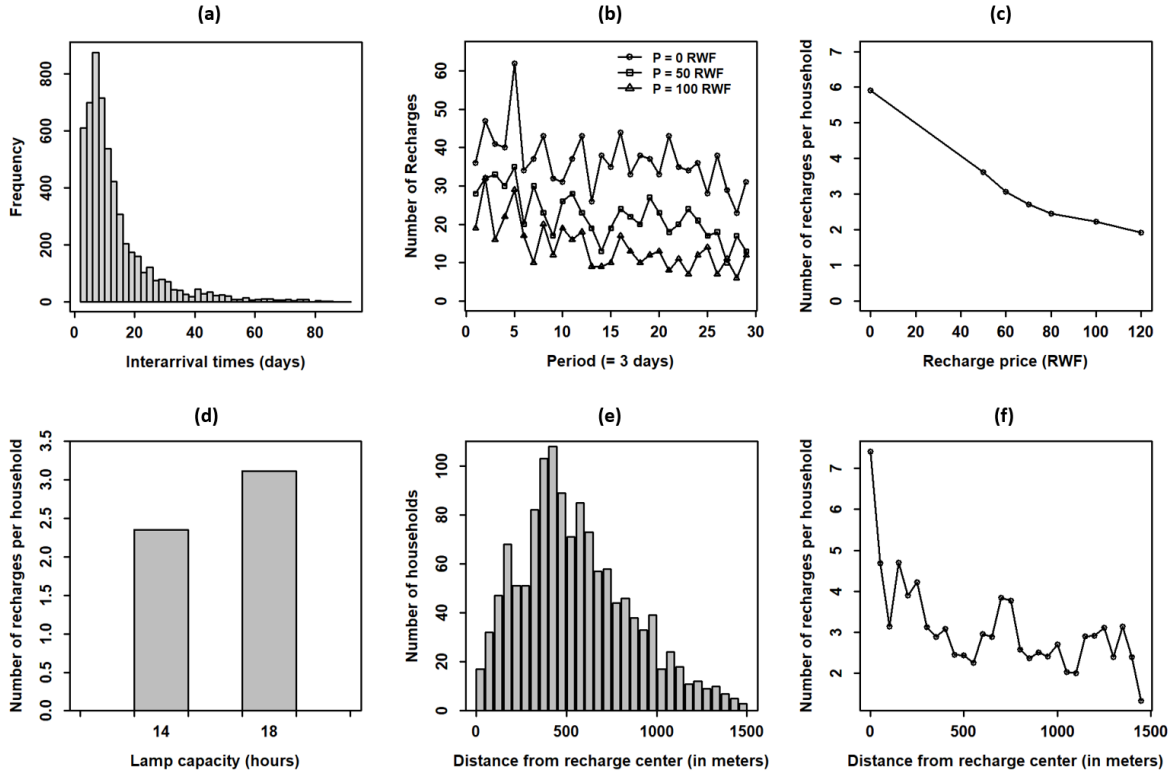 (a)
Frequency
0 200 400 600 800
0 20 40 60 80
Interarrival times (days)
(b)
Number of Recharges
0 10 20 30 40 50 60
P = 0 RWF
P = 50 RWF
P = 100 RWF
0 5 10 15 20 25 30
Period (= 3 days)
(c)
Number of recharges per household
0 1 2 3 4 5 6 7
0 20 40 60 80 100 120
Recharge price (RWF)
(d)
Number of recharges per household
0.0 0.5 1.0 1.5 2.0 2.5 3.0 3.5
14 18
Lamp capacity (hours)
(e)
Number of households
0 20 40 60 80 100
0 500 1000 1500
Distance from recharge center (in meters)
(f)
Number of recharges per household
2 3 4 5 6 7
0 500 1000 1500
Distance from recharge center (in meters)